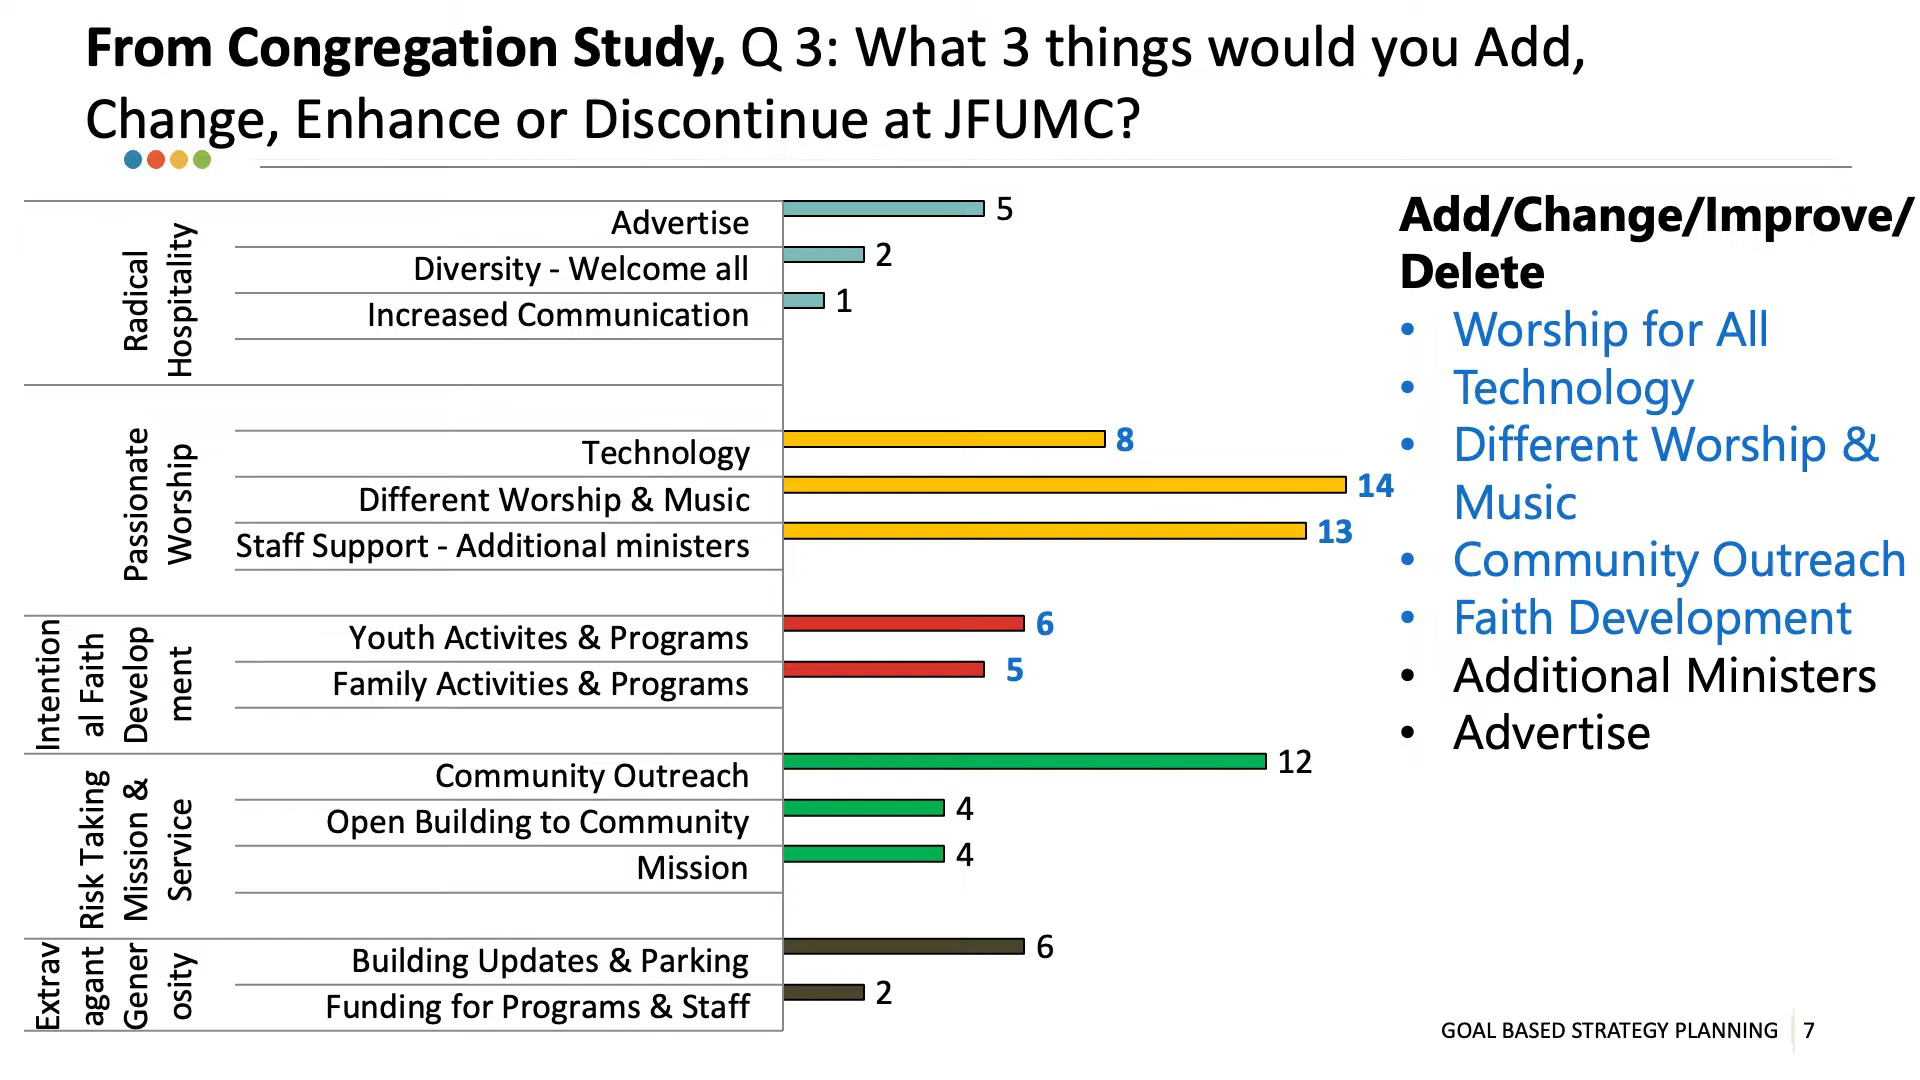 From Congregation Study, Q 3: What 3 things would you Add,
Change, Enhance or Discontinue at JFUMC?
Radical
Hospitality
Advertise 5
Diversity - Welcome all 2
Increased Communication 1
Passionate
Worship
Technology 8
Different Worship & Music 14
Staff Support - Additional ministers 13
Intention
al Faith
Develop
ment
Youth Activites & Programs 6
Family Activities & Programs 5
Risk Taking
Mission &
Service
Community Outreach 12
Open Building to Community 4
Mission 4
Extrav
agant
Gener
osity
Building Updates & Parking 6
Funding for Programs & Staff 2
Add/Change/Improve/
Delete
• Worship for All
• Technology
• Different Worship &
Music
• Community Outreach
• Faith Development
• Additional Ministers
• Advertise
GOAL BASED STRATEGY PLANNING 7